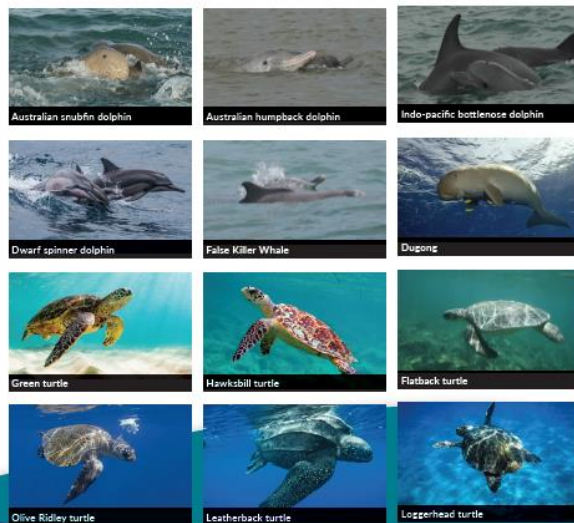 Australian snubfin dolphin
Australian humpback dolphin
Indo-pacific bottlenose dolphin
Dwarf spinner dolphin
False Killer Whale
Dugong
Green turtle
Hawksbill turtle
Flatback turtle
Olive Ridley turtle
Leatherback turtle
Loggerhead turtle